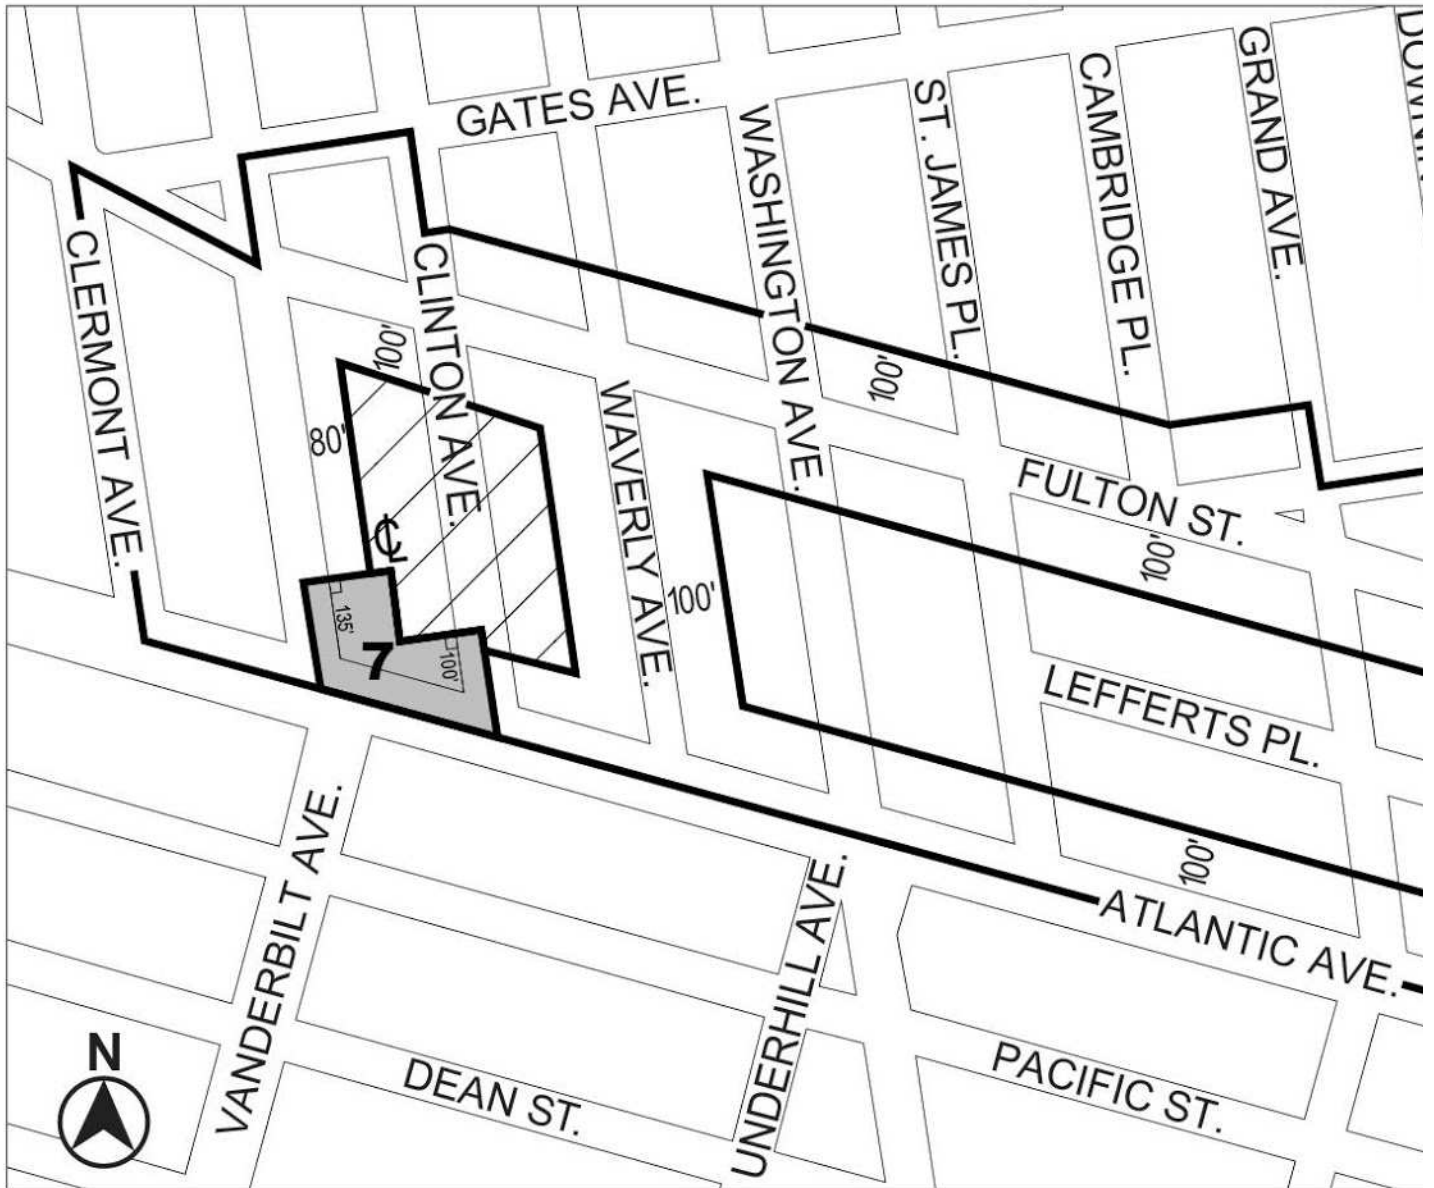 GATES AVE.
WASHINGTON AVE.
ST. JAMES PL.
CAMBRIDGE PL.
GRAND AVE.
CLERMONT AVE.
CLINTON AVE.
100'
80'
℄
WAVERLY AVE.
100'
100'
FULTON ST.
100'
135'
7
100'
LEFFERTS PL.
100'
ATLANTIC AVE.
VANDERBILT AVE.
UNDERHILL AVE.
N
DEAN ST.
PACIFIC ST.